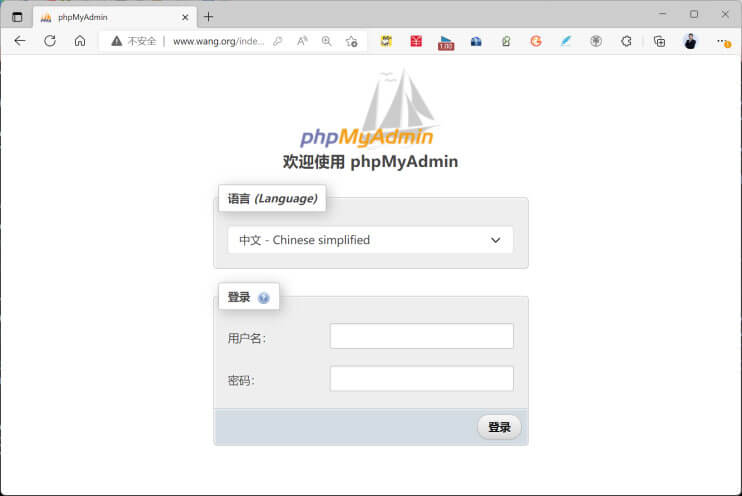 phpMyAdmin
不安全 | www.wang.org/inde...
1.00
phpMyAdmin
欢迎使用 phpMyAdmin
语言 (Language)
中文 - Chinese simplified
登录
用户名：
密码：
登录